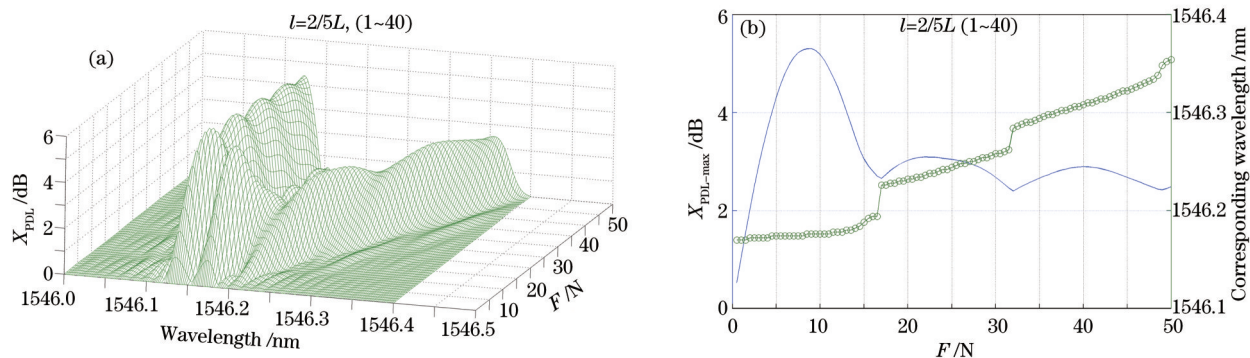 l=2/5L, (1~40)
(a)
6
4
2
0
X_PDL /dB
1546.0
1546.1
1546.2
1546.3
1546.4
1546.5
Wavelength /nm
10
20
30
40
50
F /N
l=2/5L (1~40)
(b)
6
4
2
0
X_PDL-max /dB
0
10
20
30
40
50
F /N
1546.4
1546.3
1546.2
1546.1
Corresponding wavelength /nm